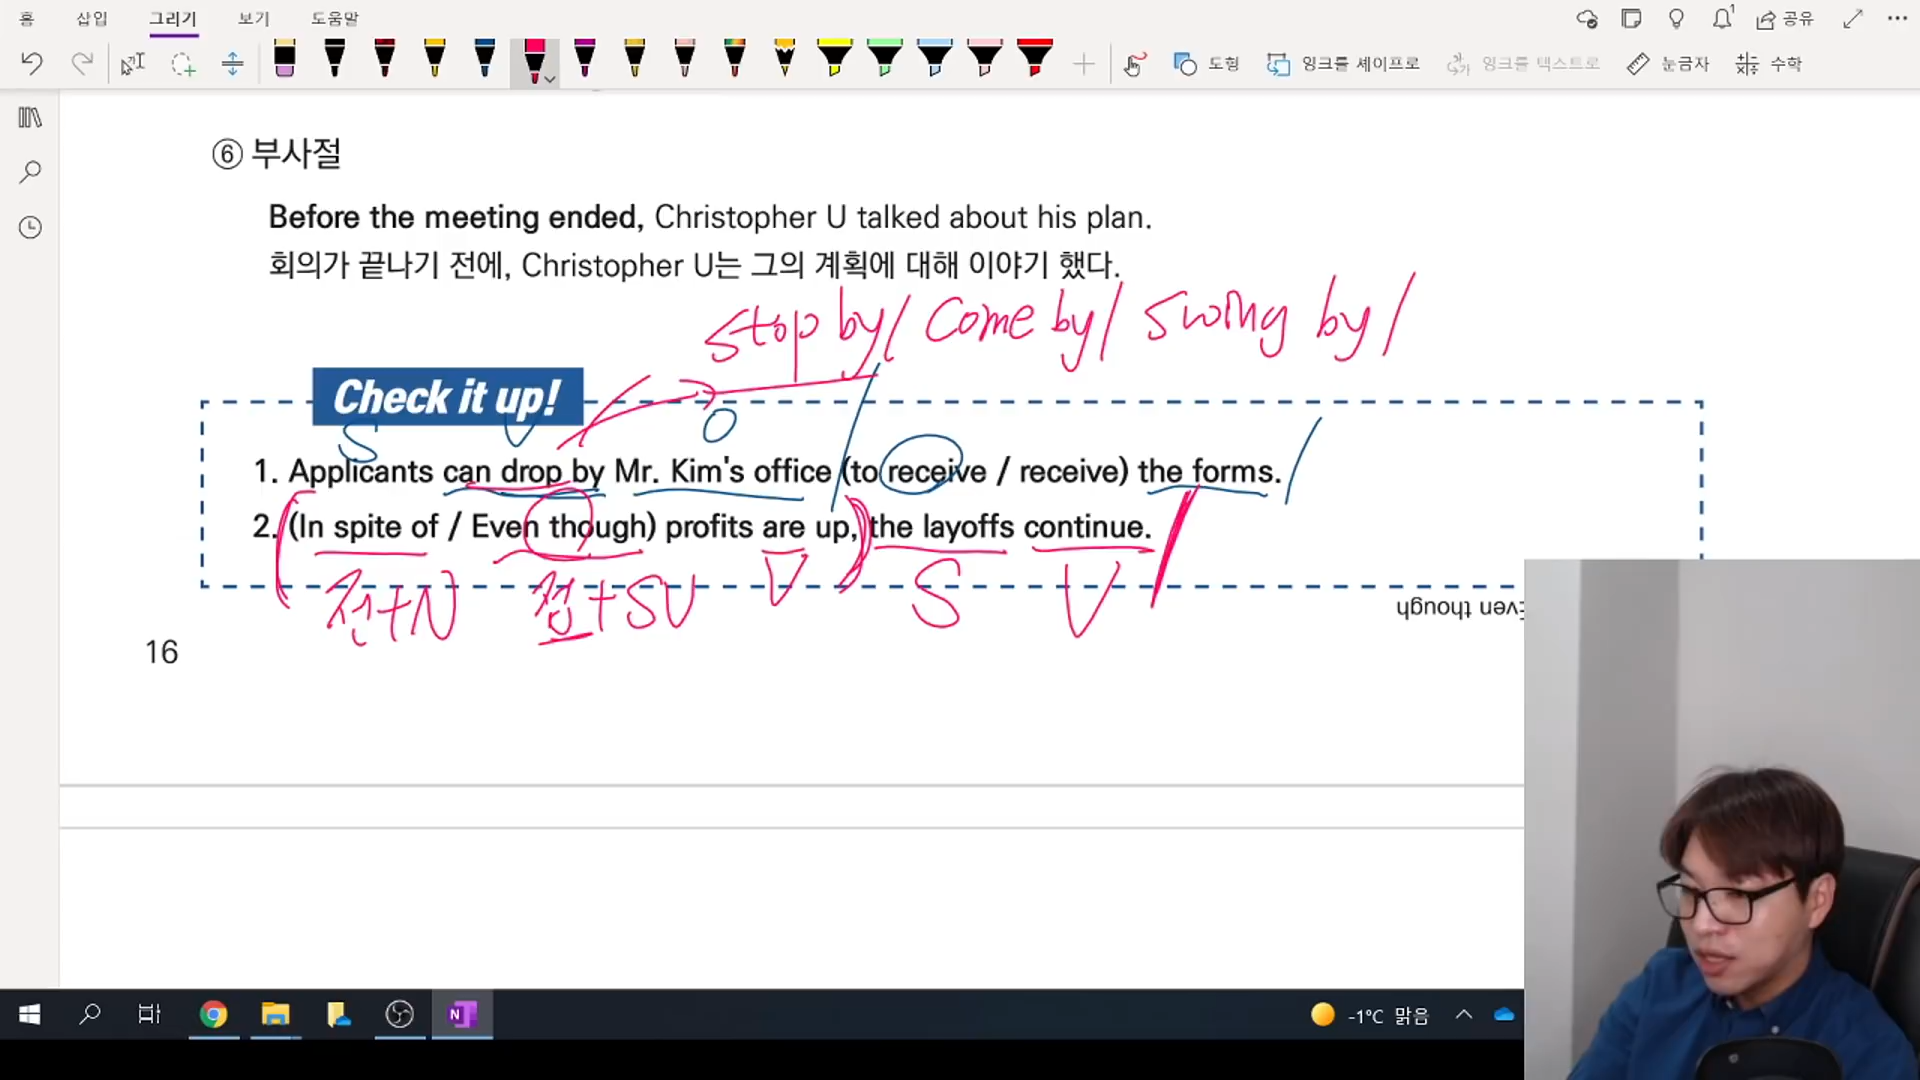 홈 삽입 그리기 보기 도움말 공유
도형 잉크를 셰이프로 잉크를 텍스트로 눈금자 수학
⑥ 부사절
Before the meeting ended, Christopher U talked about his plan.
회의가 끝나기 전에, Christopher U는 그의 계획에 대해 이야기 했다.
stop by/ Come by/ Swing by/
Check it up!
S V O
1. Applicants can drop by Mr. Kim's office (to receive / receive) the forms.
2. (In spite of / Even though) profits are up, the layoffs continue.
전+N 접+SV V S V
Even though
16
-1°C 맑음